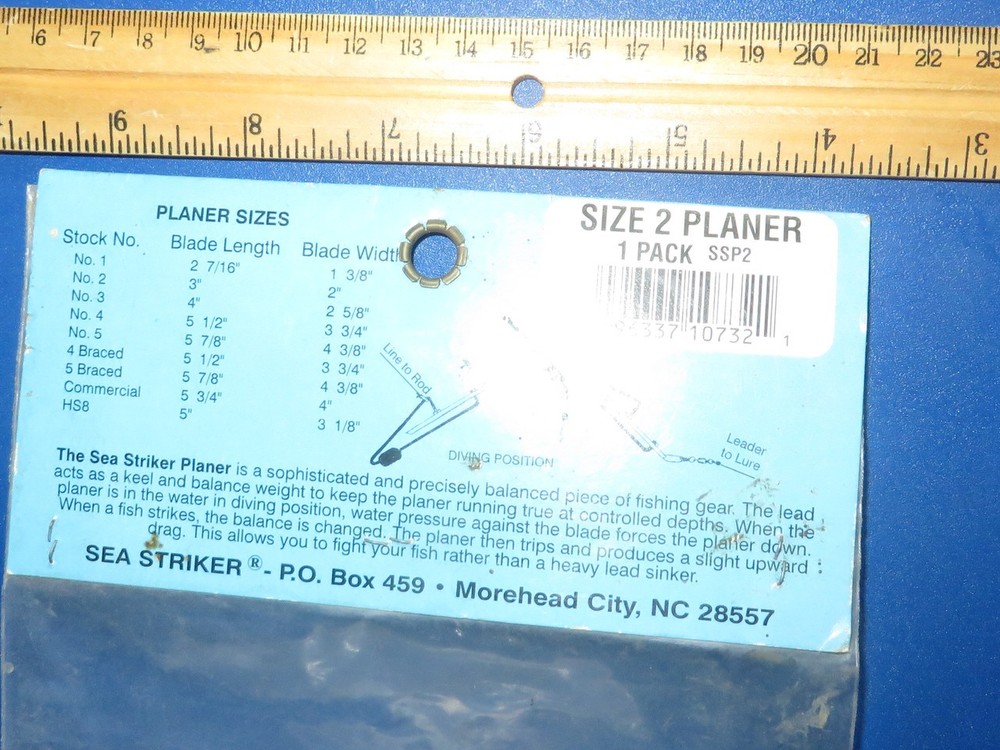 6 7 8 9 10 11 12 13 14 15 16 17 18 19 20 21 22 23
9 8 7 6 5 4 3
PLANER SIZES
Stock No. Blade Length Blade Width
No. 1 2 7/16" 1 3/8"
No. 2 3" 2"
No. 3 4" 2 5/8"
No. 4 5 1/2" 3 3/4"
No. 5 5 7/8" 4 3/8"
4 Braced 5 1/2" 3 3/4"
5 Braced 5 7/8" 4 3/8"
Commercial 5 3/4" 4"
HS8 5" 3 1/8"
SIZE 2 PLANER
1 PACK SSP2
10732 1
Line to Rod
DIVING POSITION
Leader
to Lure
The Sea Striker Planer is a sophisticated and precisely balanced piece of fishing gear. The lead
acts as a keel and balance weight to keep the planer running true at controlled depths. When the
planer is in the water in diving position, water pressure against the blade forces the planer down.
When a fish strikes, the balance is changed. The planer then trips and produces a slight upward
drag. This allows you to fight your fish rather than a heavy lead sinker.
SEA STRIKER ® - P.O. Box 459 • Morehead City, NC 28557